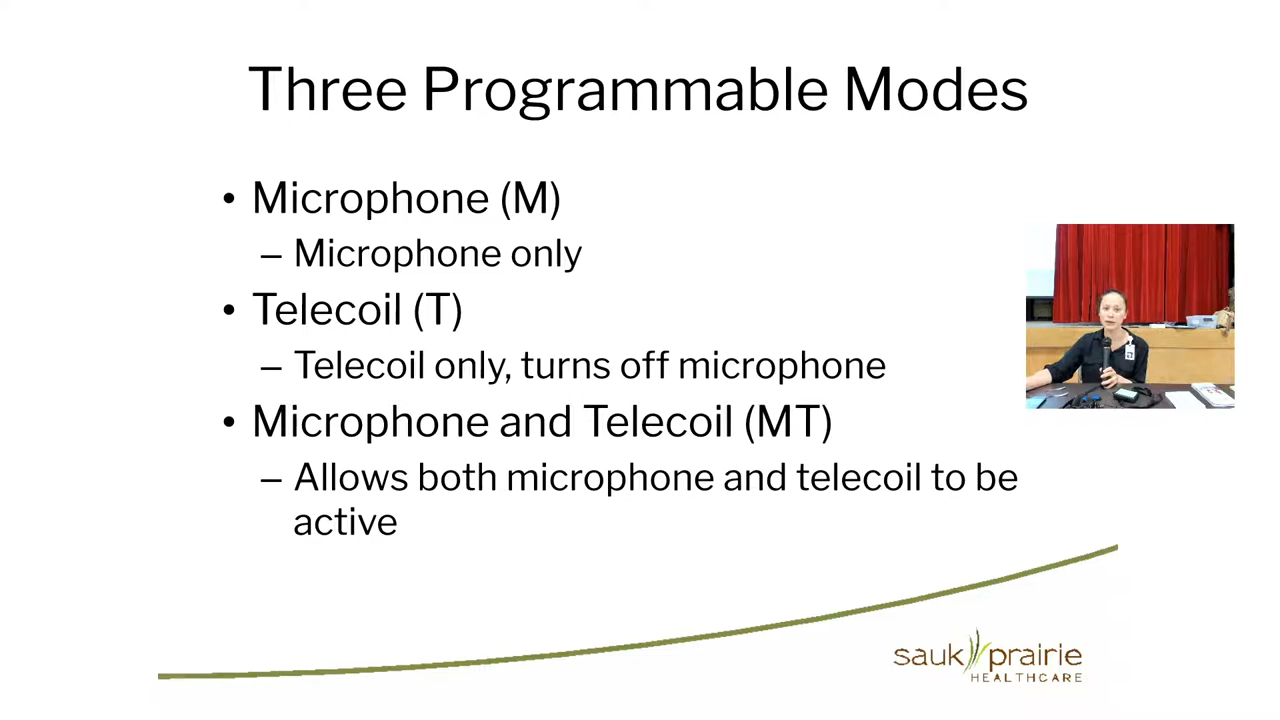 Three Programmable Modes
• Microphone (M)
– Microphone only
• Telecoil (T)
– Telecoil only, turns off microphone
• Microphone and Telecoil (MT)
– Allows both microphone and telecoil to be
active
sauk prairie
HEALTHCARE